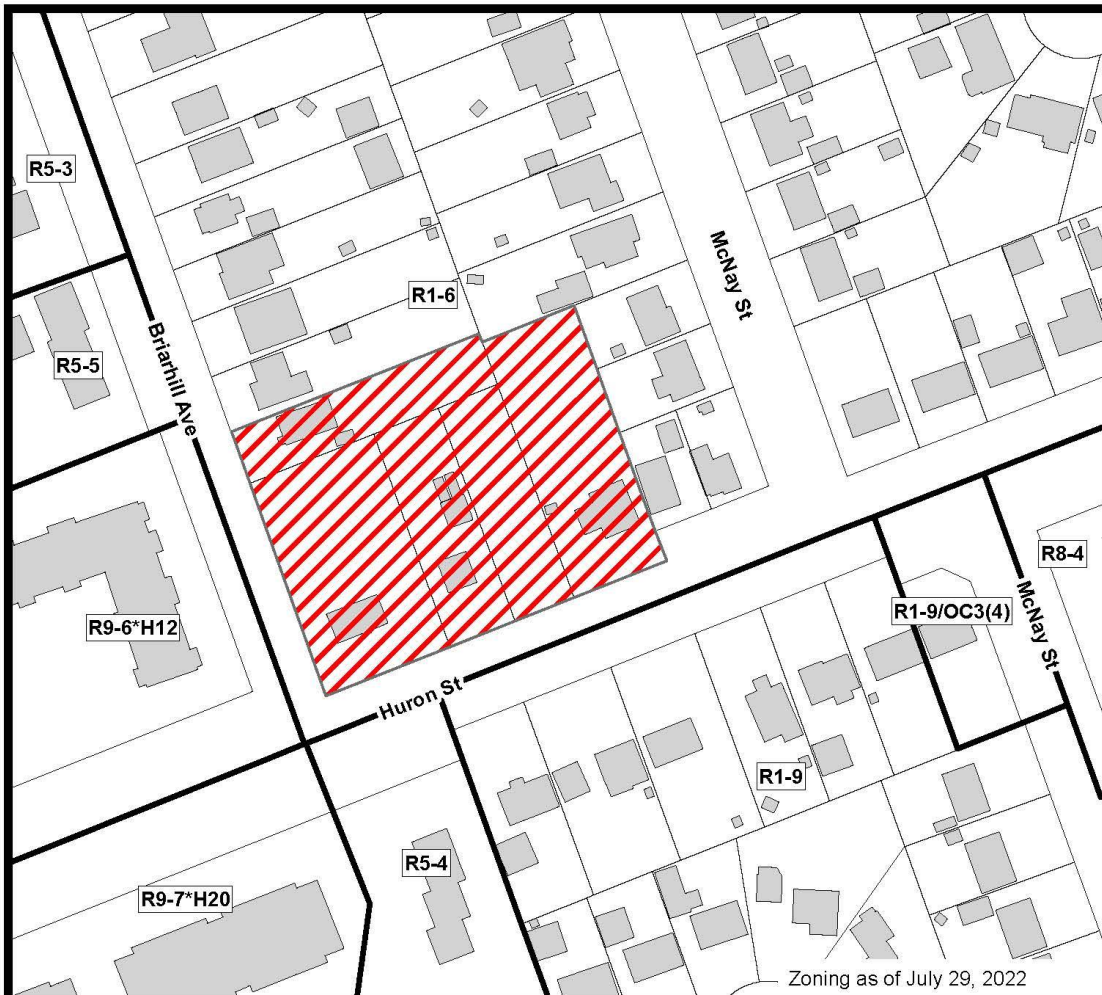 R5-3
McNay St
R1-6
R5-5
Briarhill Ave
R8-4
R1-9/OC3(4)
McNay St
R9-6*H12
Huron St
R1-9
R5-4
R9-7*H20
Zoning as of July 29, 2022